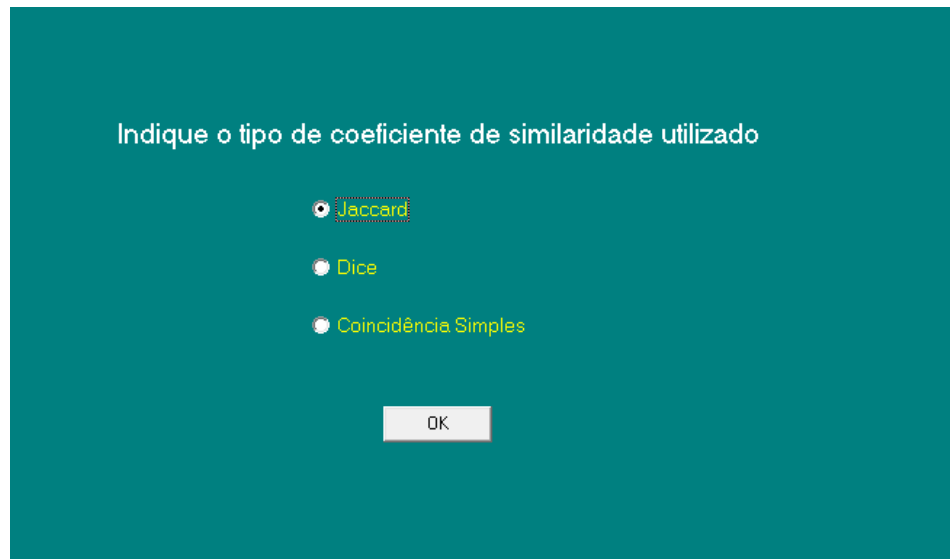 Indique o tipo de coeficiente de similaridade utilizado
Jaccard
Dice
Coincidência Simples
OK